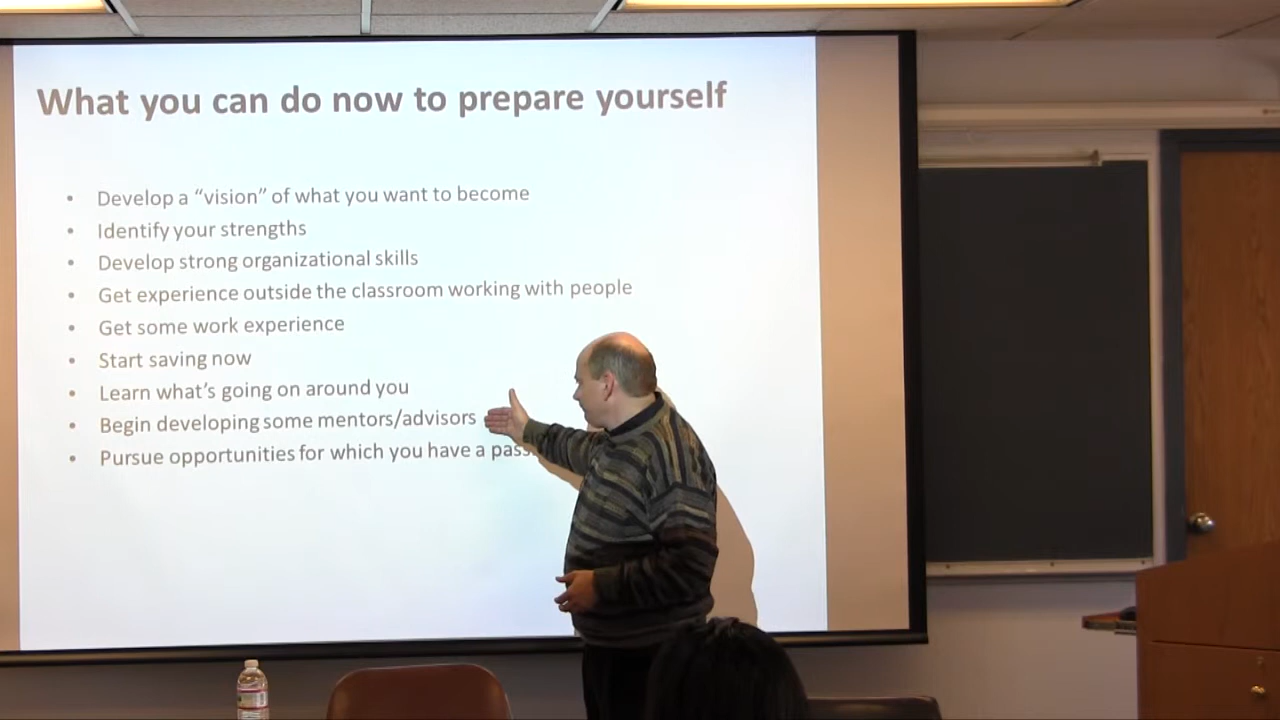 What you can do now to prepare yourself
• Develop a “vision” of what you want to become
• Identify your strengths
• Develop strong organizational skills
• Get experience outside the classroom working with people
• Get some work experience
• Start saving now
• Learn what’s going on around you
• Begin developing some mentors/advisors
• Pursue opportunities for which you have a